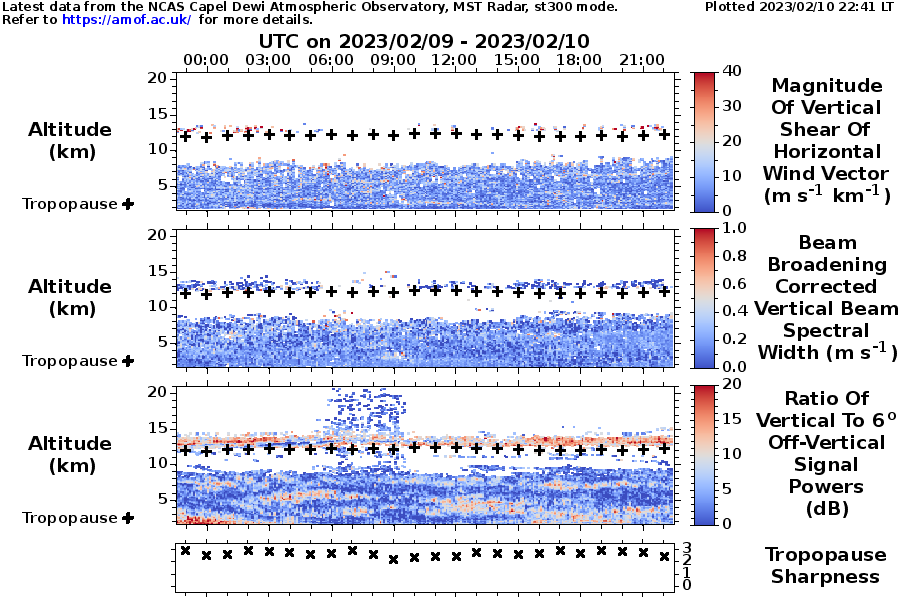 Latest data from the NCAS Capel Dewi Atmospheric Observatory, MST Radar, st300 mode.
Plotted 2023/02/10 22:41 LT
Refer to https://amof.ac.uk/ for more details.
UTC on 2023/02/09 - 2023/02/10
00:00 03:00 06:00 09:00 12:00 15:00 18:00 21:00
20
15
10
5
Altitude
(km)
Tropopause
40
30
20
10
0
Magnitude
Of Vertical
Shear Of
Horizontal
Wind Vector
(m s⁻¹ km⁻¹)
20
15
10
5
Altitude
(km)
Tropopause
1.0
0.8
0.6
0.4
0.2
0.0
Beam
Broadening
Corrected
Vertical Beam
Spectral
Width (m s⁻¹)
20
15
10
5
Altitude
(km)
Tropopause
20
15
10
5
0
Ratio Of
Vertical To 6°
Off-Vertical
Signal
Powers
(dB)
3
2
1
0
Tropopause
Sharpness